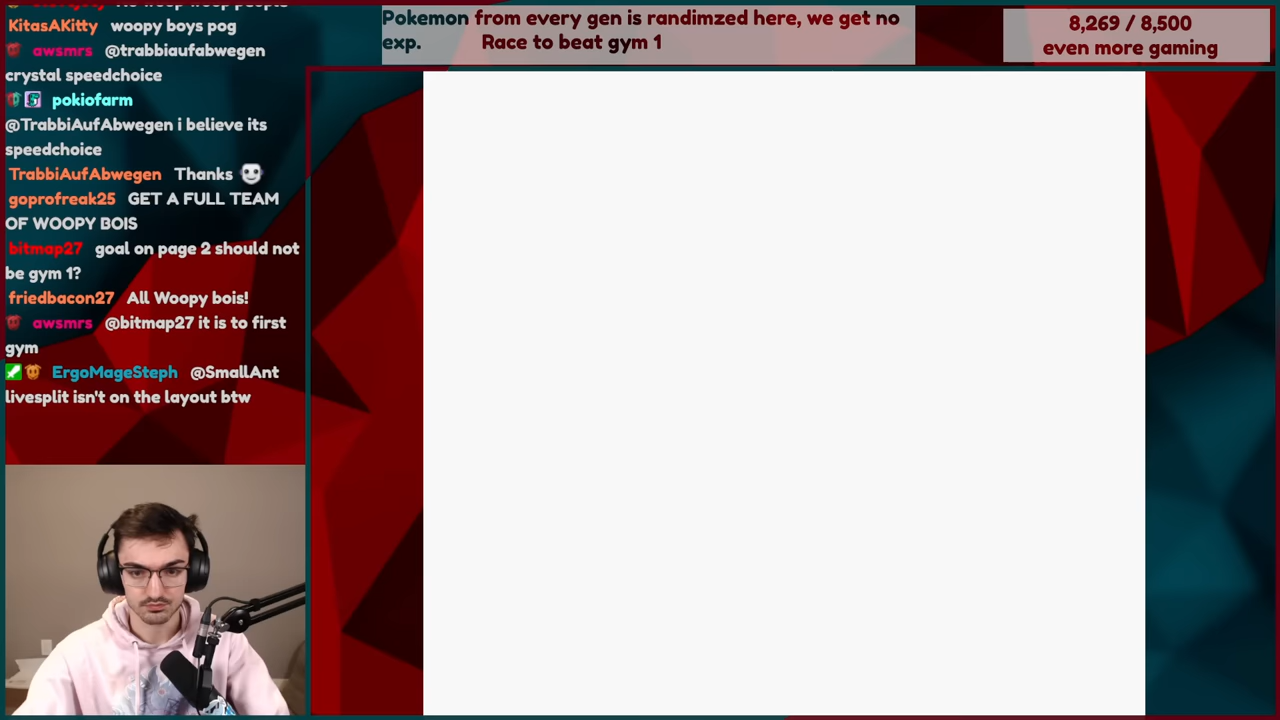 KitasAKitty woopy boys pog
awsmrs @trabbiaufabwegen
crystal speedchoice
pokiofarm
@TrabbiAufAbwegen i believe its
speedchoice
TrabbiAufAbwegen Thanks
goprofreak25 GET A FULL TEAM
OF WOOPY BOIS
bitmap27 goal on page 2 should not
be gym 1?
friedbacon27 All Woopy bois!
awsmrs @bitmap27 it is to first
gym
ErgoMageSteph @SmallAnt
livesplit isn't on the layout btw
Pokemon from every gen is randimzed here, we get no
exp. Race to beat gym 1
8,269 / 8,500
even more gaming